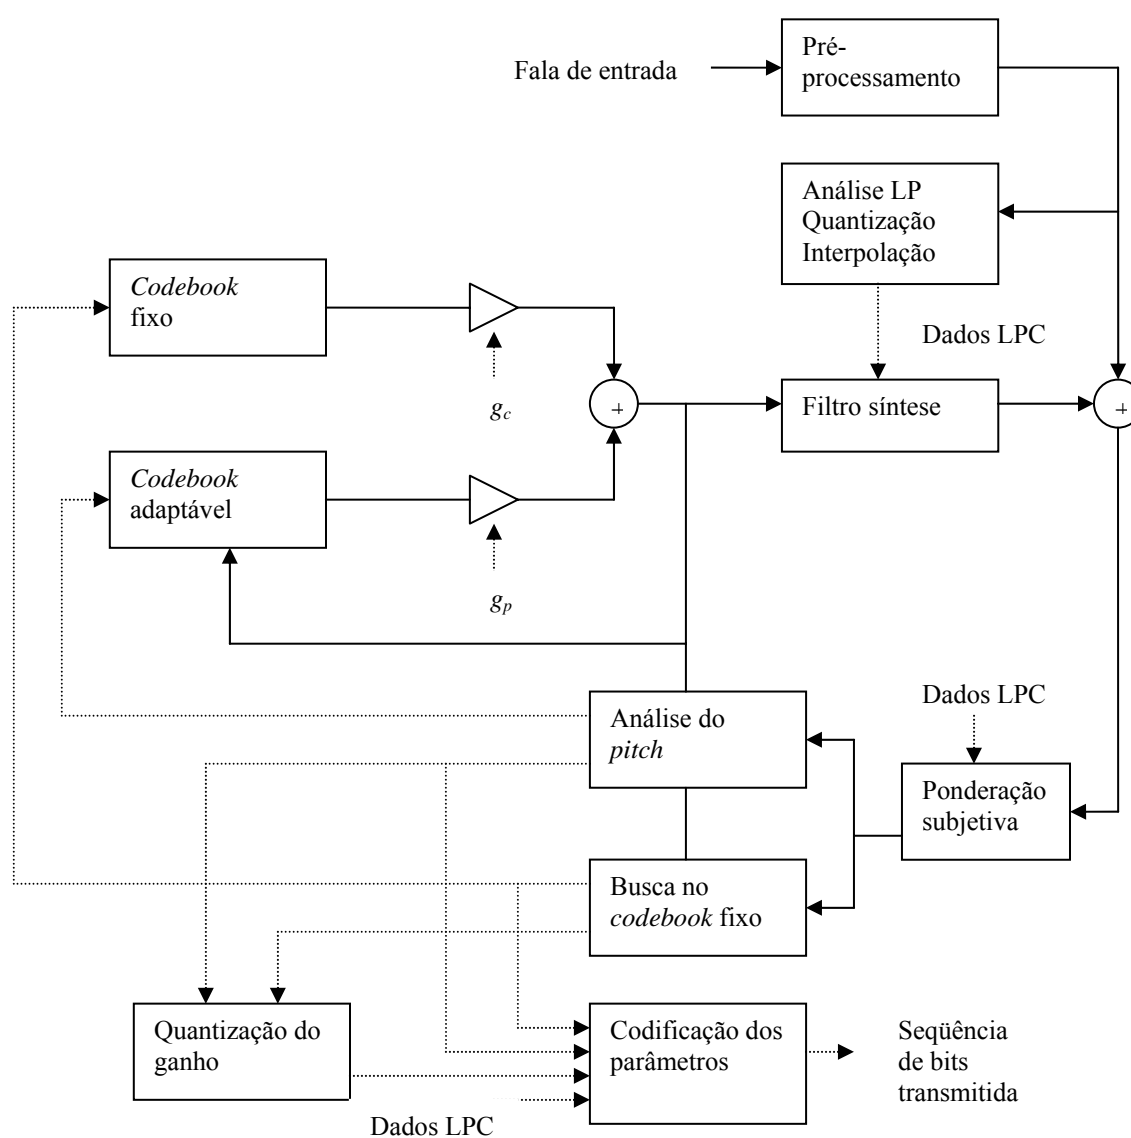 Pré-
processamento
Fala de entrada
Análise LP
Quantização
Interpolação
Codebook
fixo
Dados LPC
g_c
+
Filtro síntese
+
Codebook
adaptável
g_p
Dados LPC
Análise do
pitch
Ponderação
subjetiva
Busca no
codebook fixo
Quantização do
ganho
Codificação dos
parâmetros
Seqüência
de bits
transmitida
Dados LPC